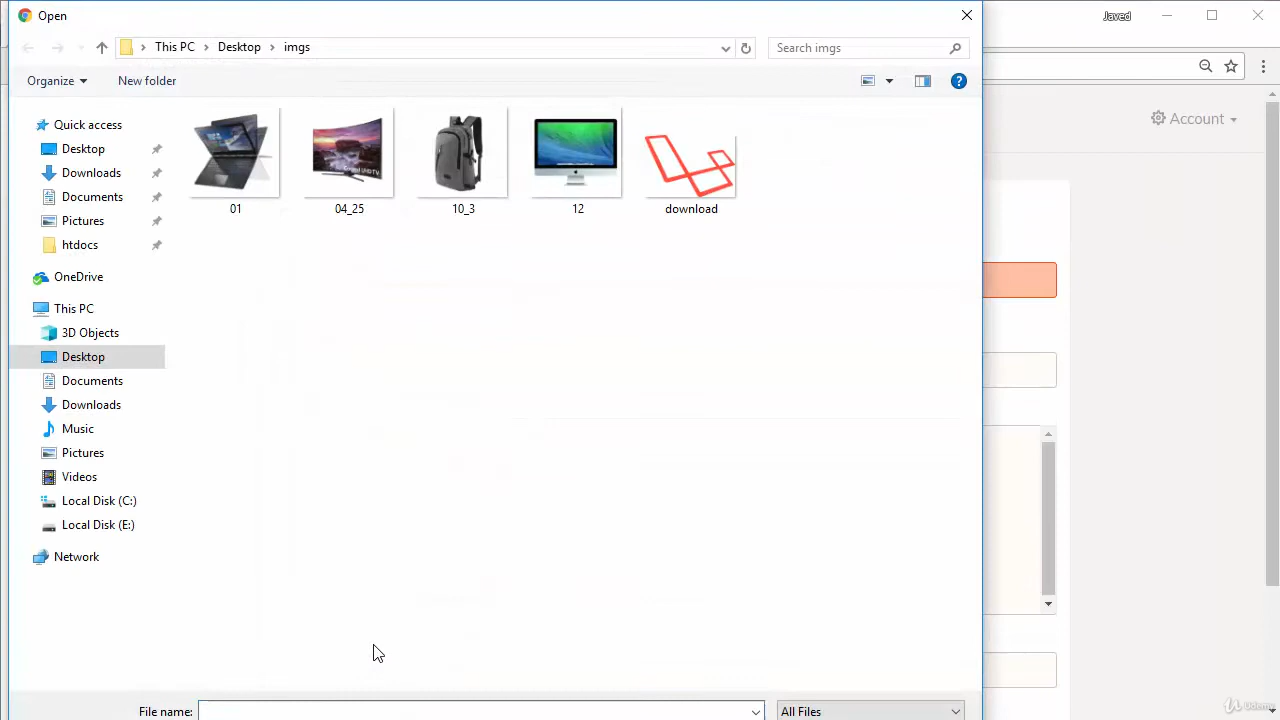 Open
Javed
This PC
Desktop
imgs
Search imgs
Organize
New folder
Account
Quick access
Desktop
Downloads
Documents
Pictures
htdocs
OneDrive
This PC
3D Objects
Desktop
Documents
Downloads
Music
Pictures
Videos
Local Disk (C:)
Local Disk (E:)
Network
01
04_25
10_3
12
download
File name:
All Files
Udemy